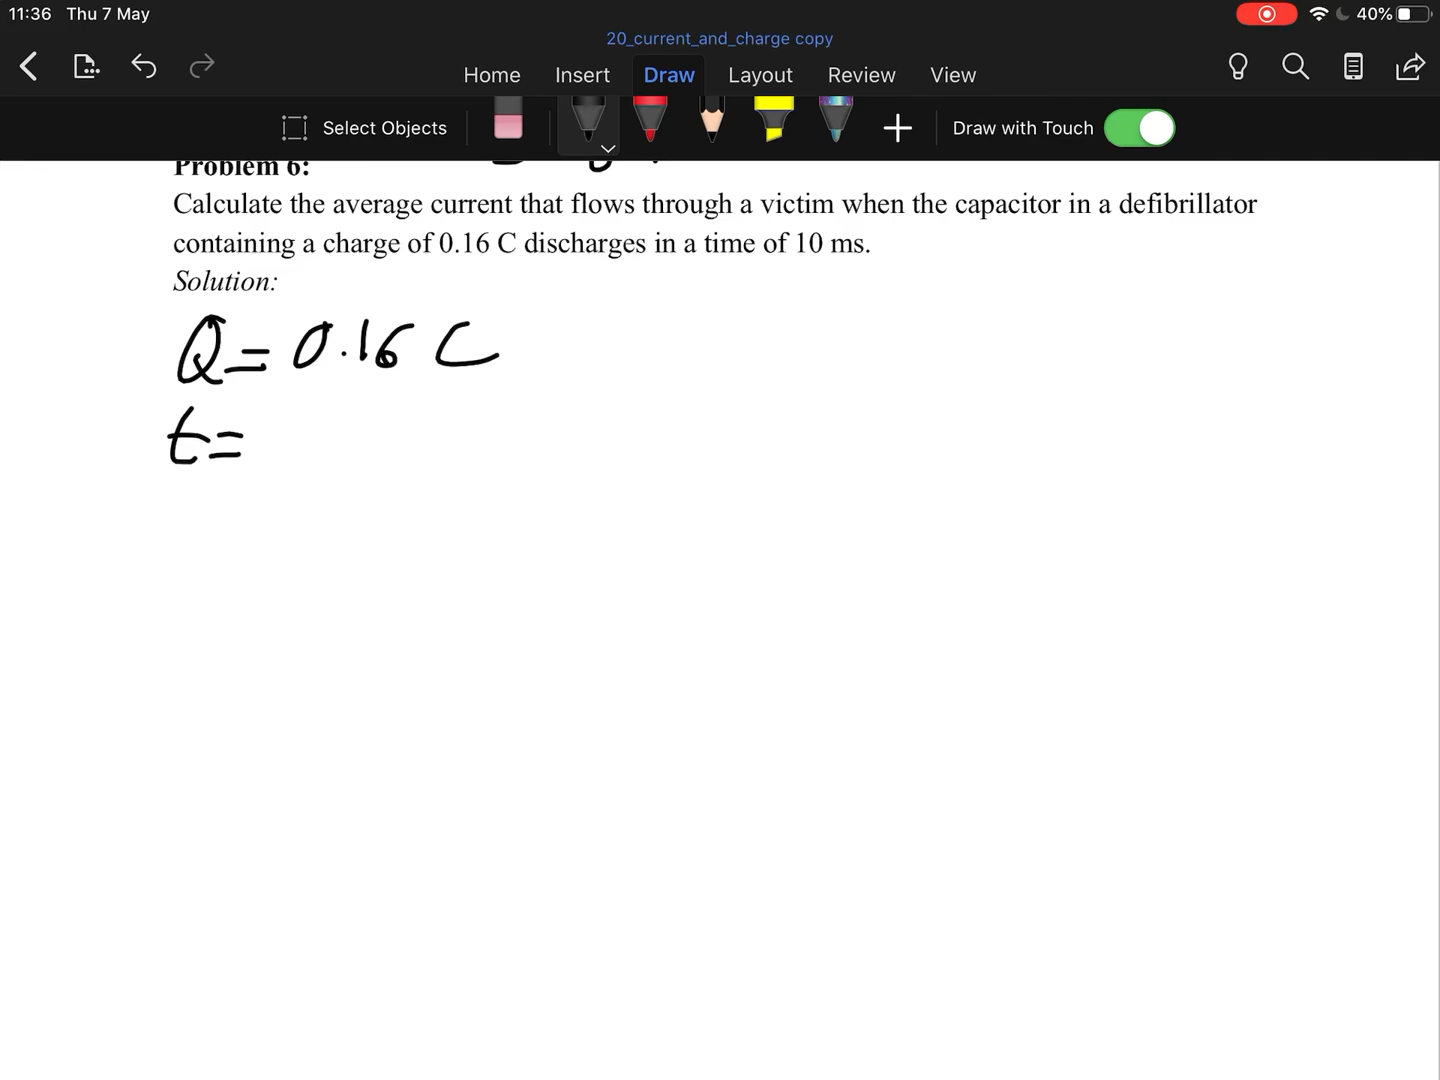 11:36 Thu 7 May 40%
20_current_and_charge copy
Home Insert Draw Layout Review View
Select Objects Draw with Touch
Problem 6:
Calculate the average current that flows through a victim when the capacitor in a defibrillator
containing a charge of 0.16 C discharges in a time of 10 ms.
Solution:
Q = 0.16 C
t =